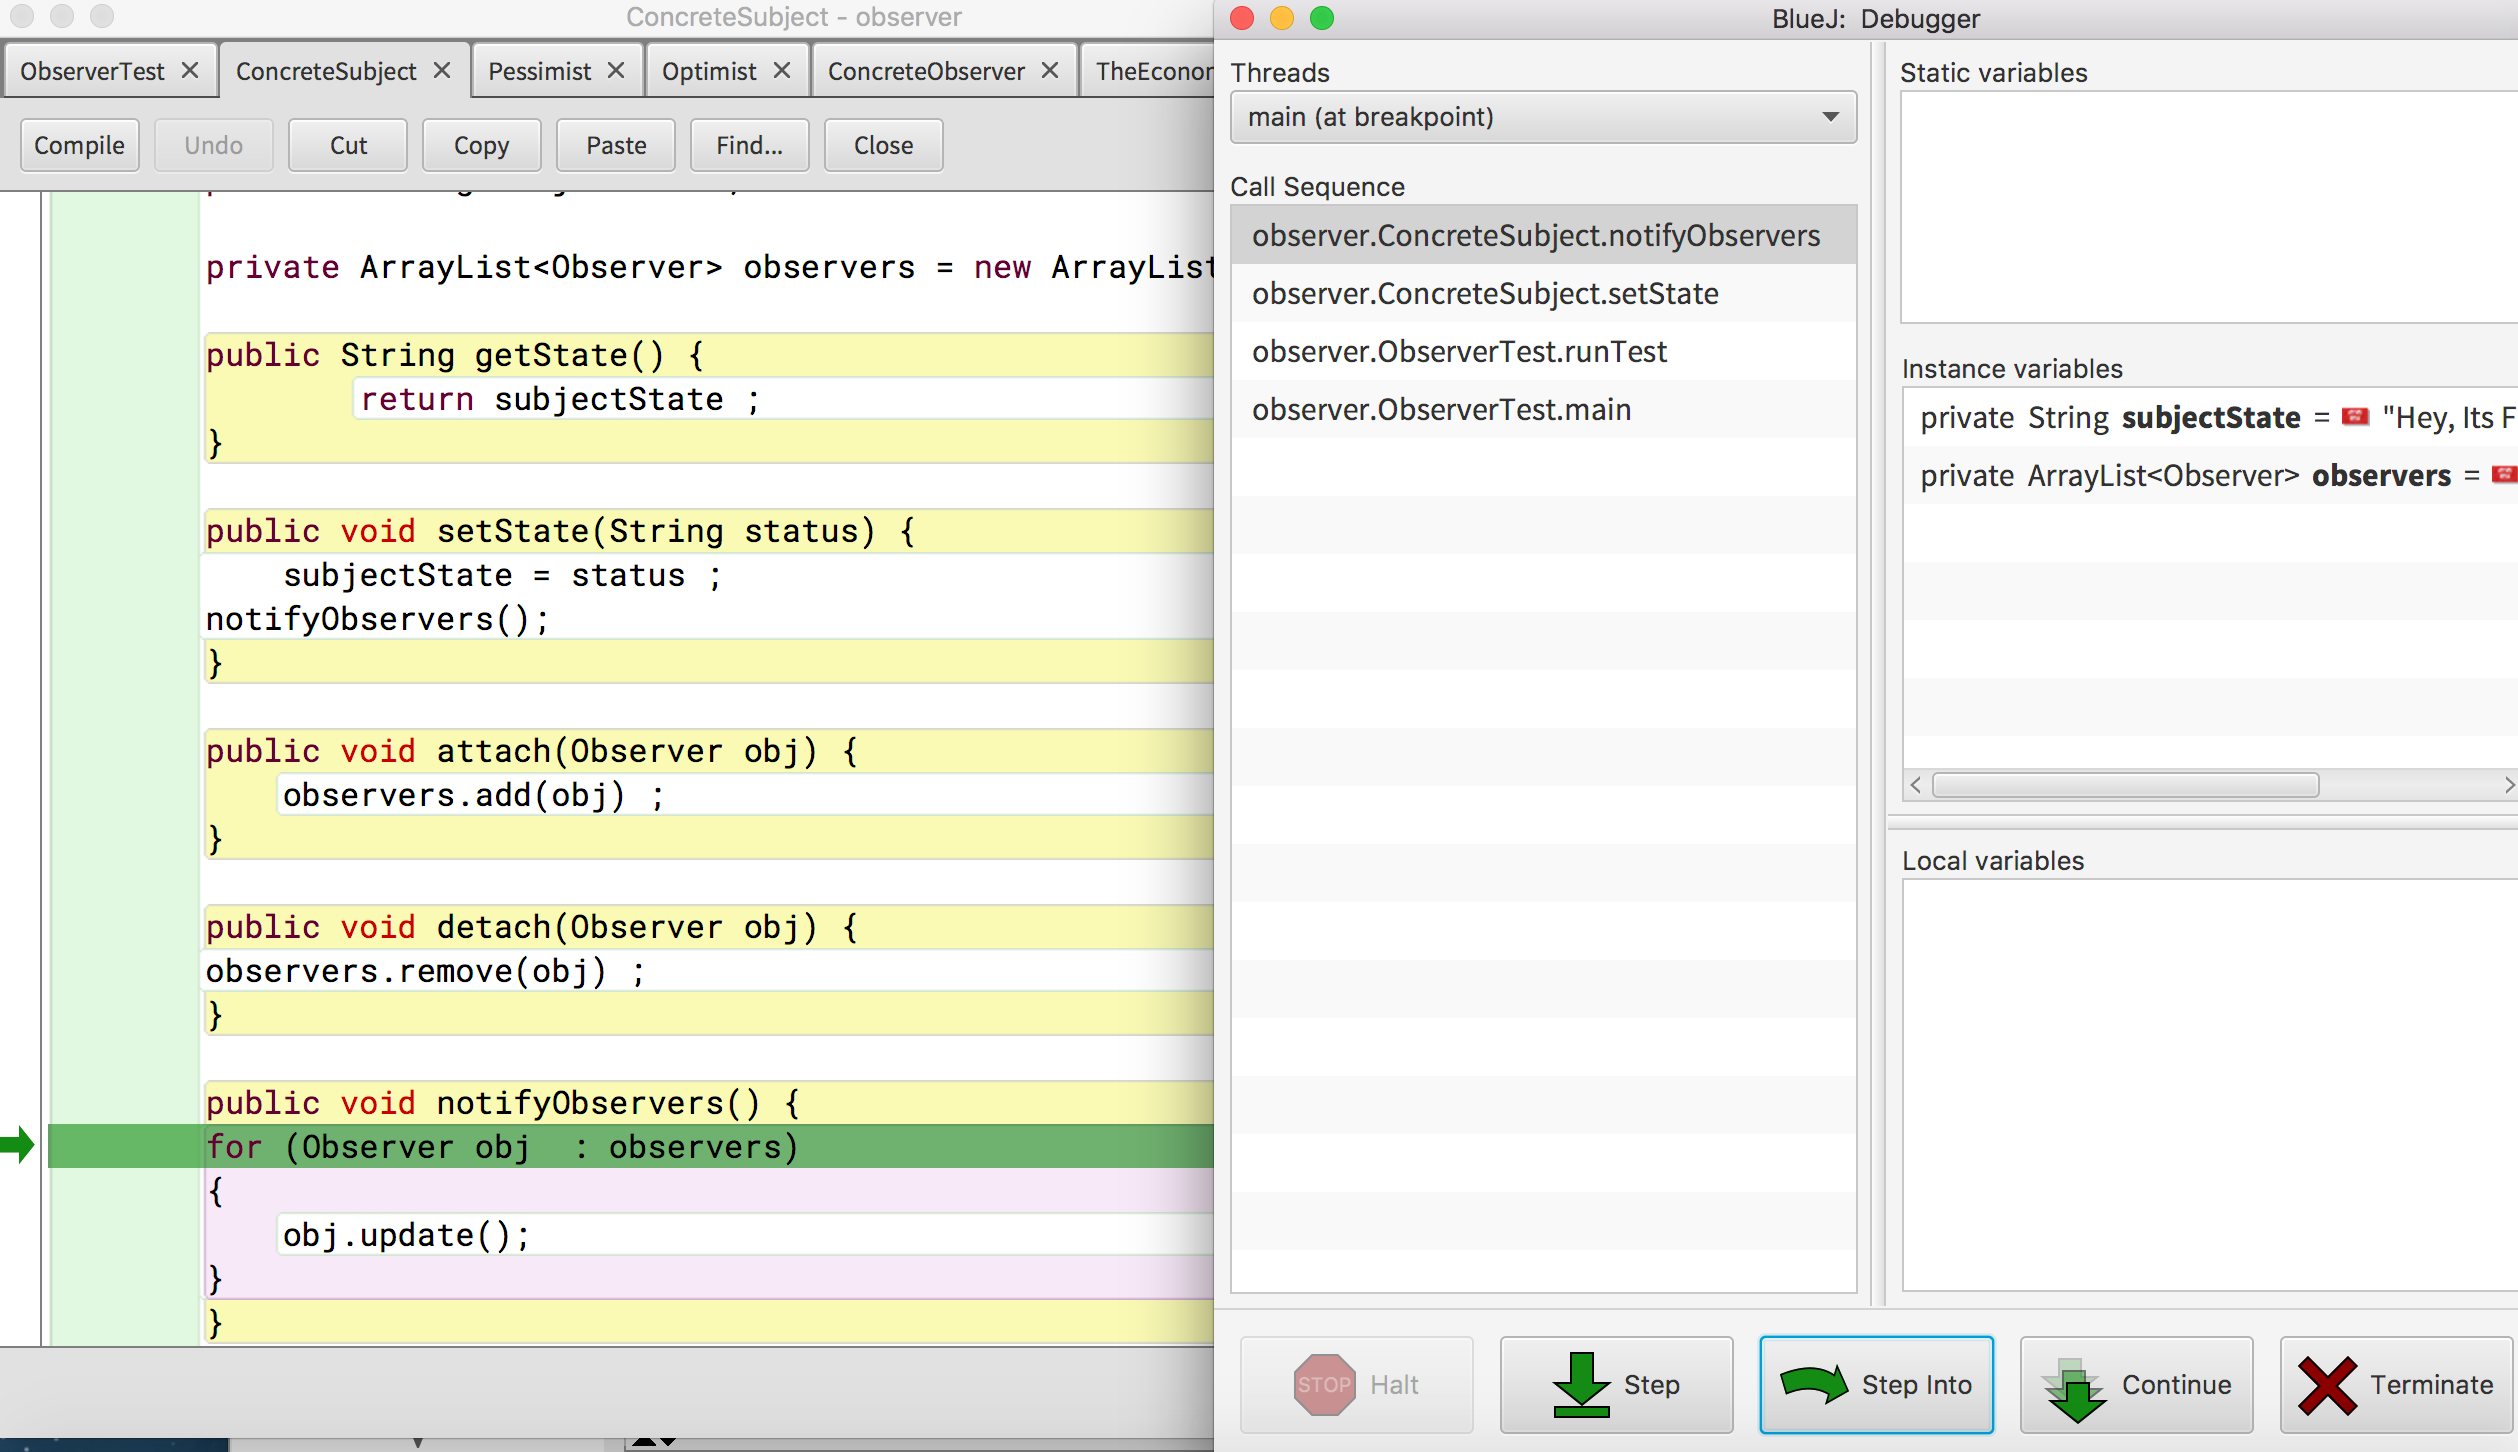 ConcreteSubject - observer
ObserverTest
ConcreteSubject
Pessimist
Optimist
ConcreteObserver
TheEconor
Compile
Undo
Cut
Copy
Paste
Find...
Close
private ArrayList<Observer> observers = new ArrayList
public String getState() {
return subjectState ;
}
public void setState(String status) {
subjectState = status ;
notifyObservers();
}
public void attach(Observer obj) {
observers.add(obj) ;
}
public void detach(Observer obj) {
observers.remove(obj) ;
}
public void notifyObservers() {
for (Observer obj  : observers)
{
obj.update();
}
}
BlueJ:  Debugger
Threads
main (at breakpoint)
Call Sequence
observer.ConcreteSubject.notifyObservers
observer.ConcreteSubject.setState
observer.ObserverTest.runTest
observer.ObserverTest.main
Static variables
Instance variables
private String subjectState = "Hey, Its F
private ArrayList<Observer> observers =
Local variables
STOP Halt
Step
Step Into
Continue
Terminate